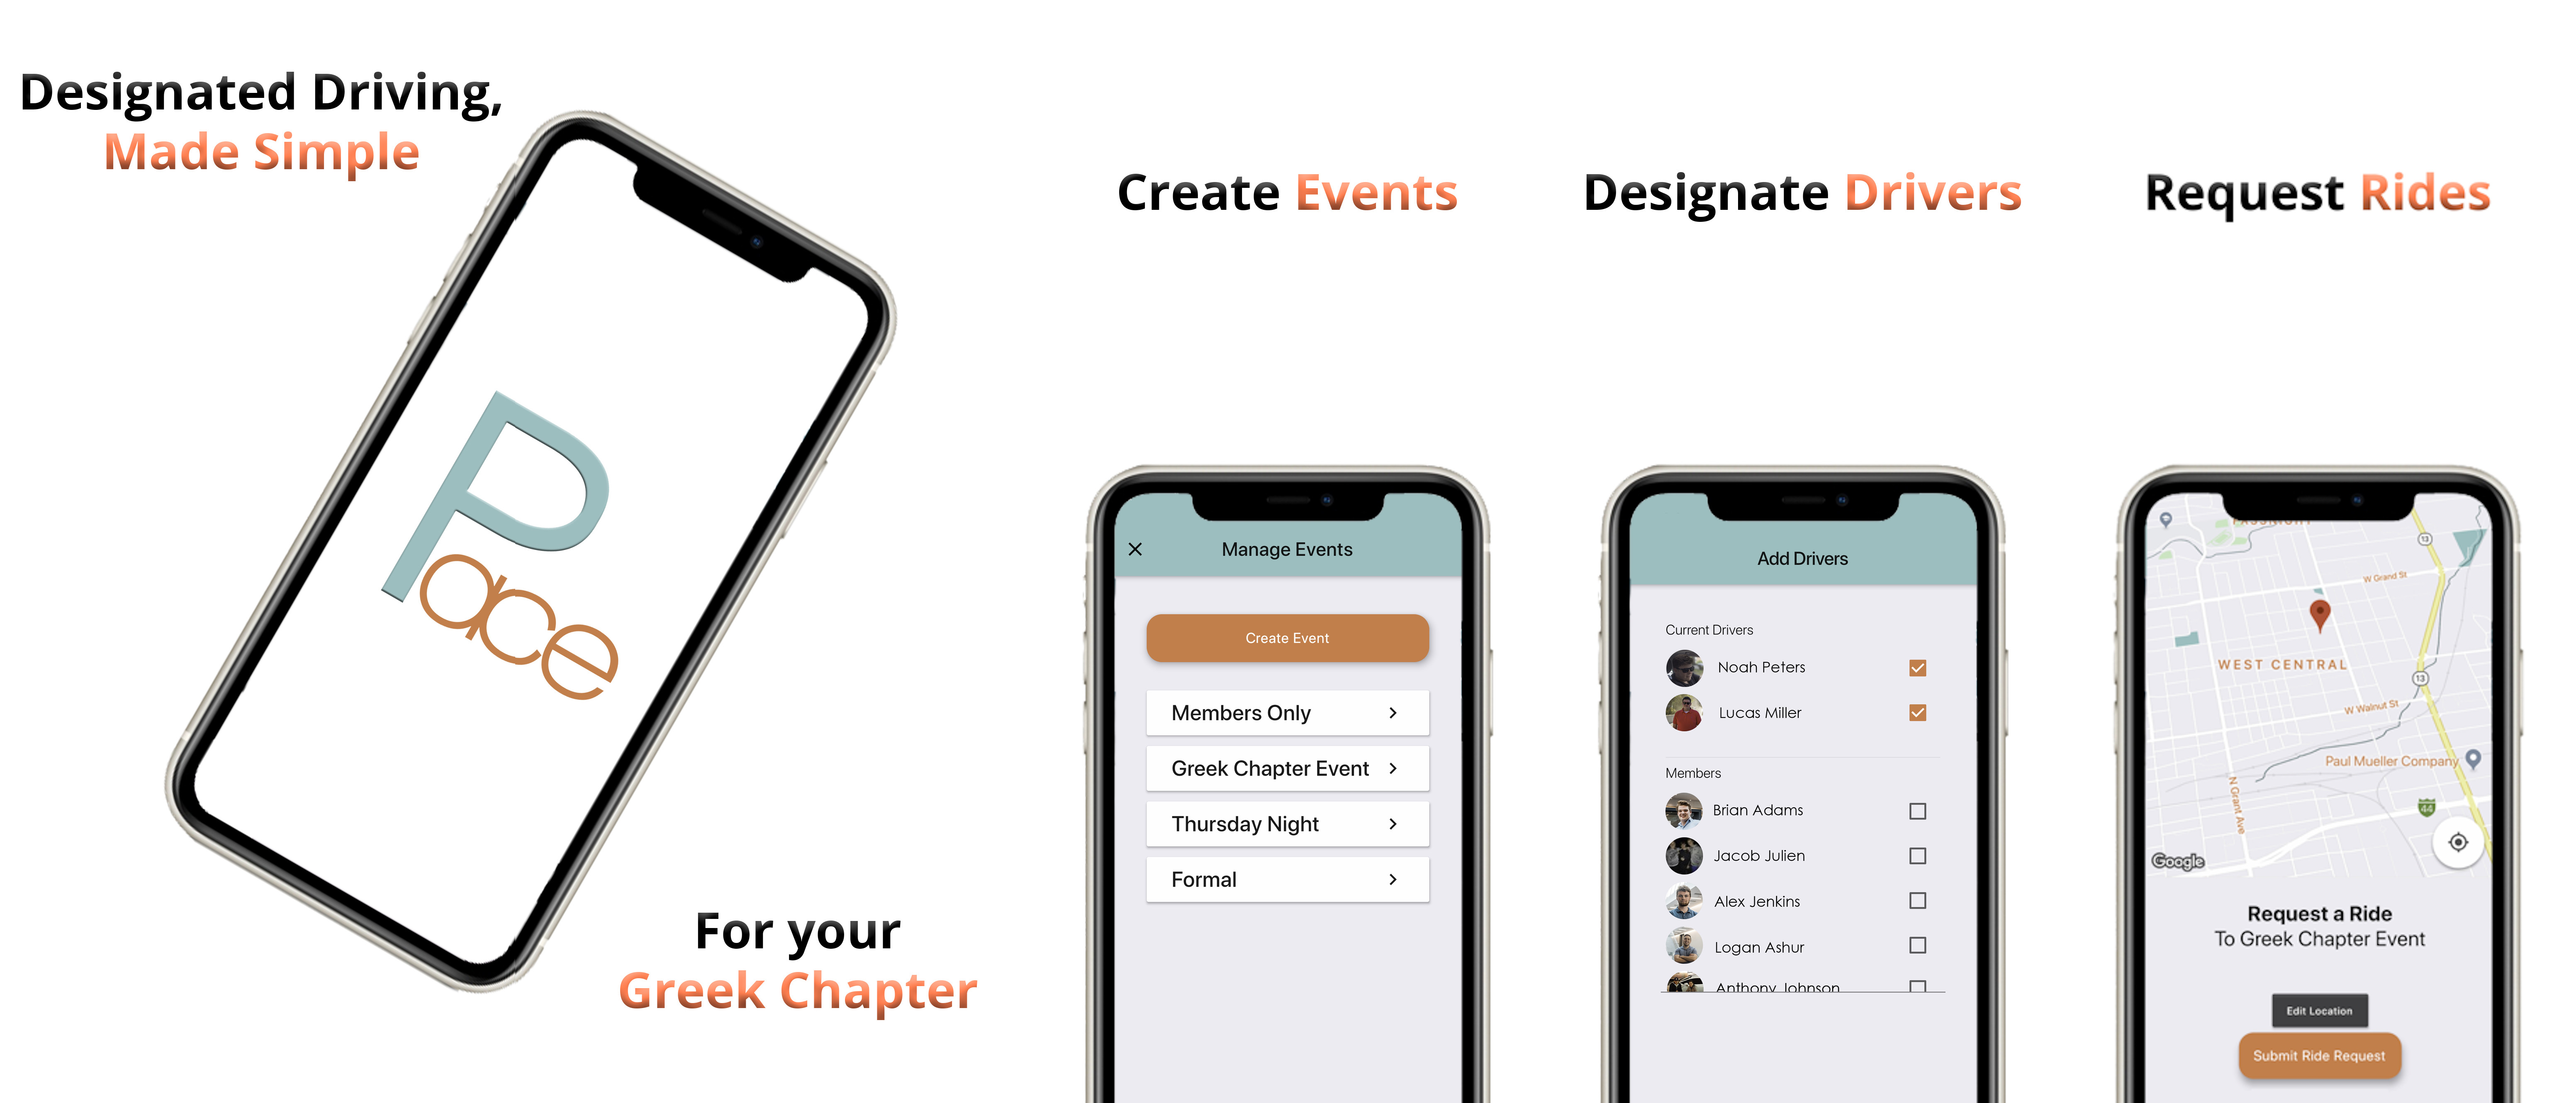 Designated Driving,
Made Simple
Pace
For your
Greek Chapter
Create Events
Manage Events
Create Event
Members Only
Greek Chapter Event
Thursday Night
Formal
Designate Drivers
Add Drivers
Current Drivers
Noah Peters
Lucas Miller
Members
Brian Adams
Jacob Julien
Alex Jenkins
Logan Ashur
Anthony Johnson
Request Rides
13
W Grand St
WEST CENTRAL
13
W Walnut St
Paul Mueller Company
N Grant Ave
44
Google
Request a Ride
To Greek Chapter Event
Edit Location
Submit Ride Request